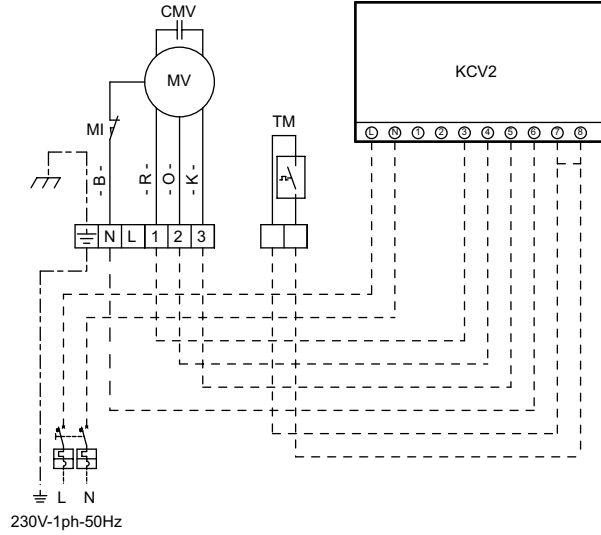 CMV
KCV2
MV
TM
MI
L N 1 2 3 4 5 6 7 8
- B -
- R -
- O -
- K -
N L 1 2 3
L N
230V-1ph-50Hz